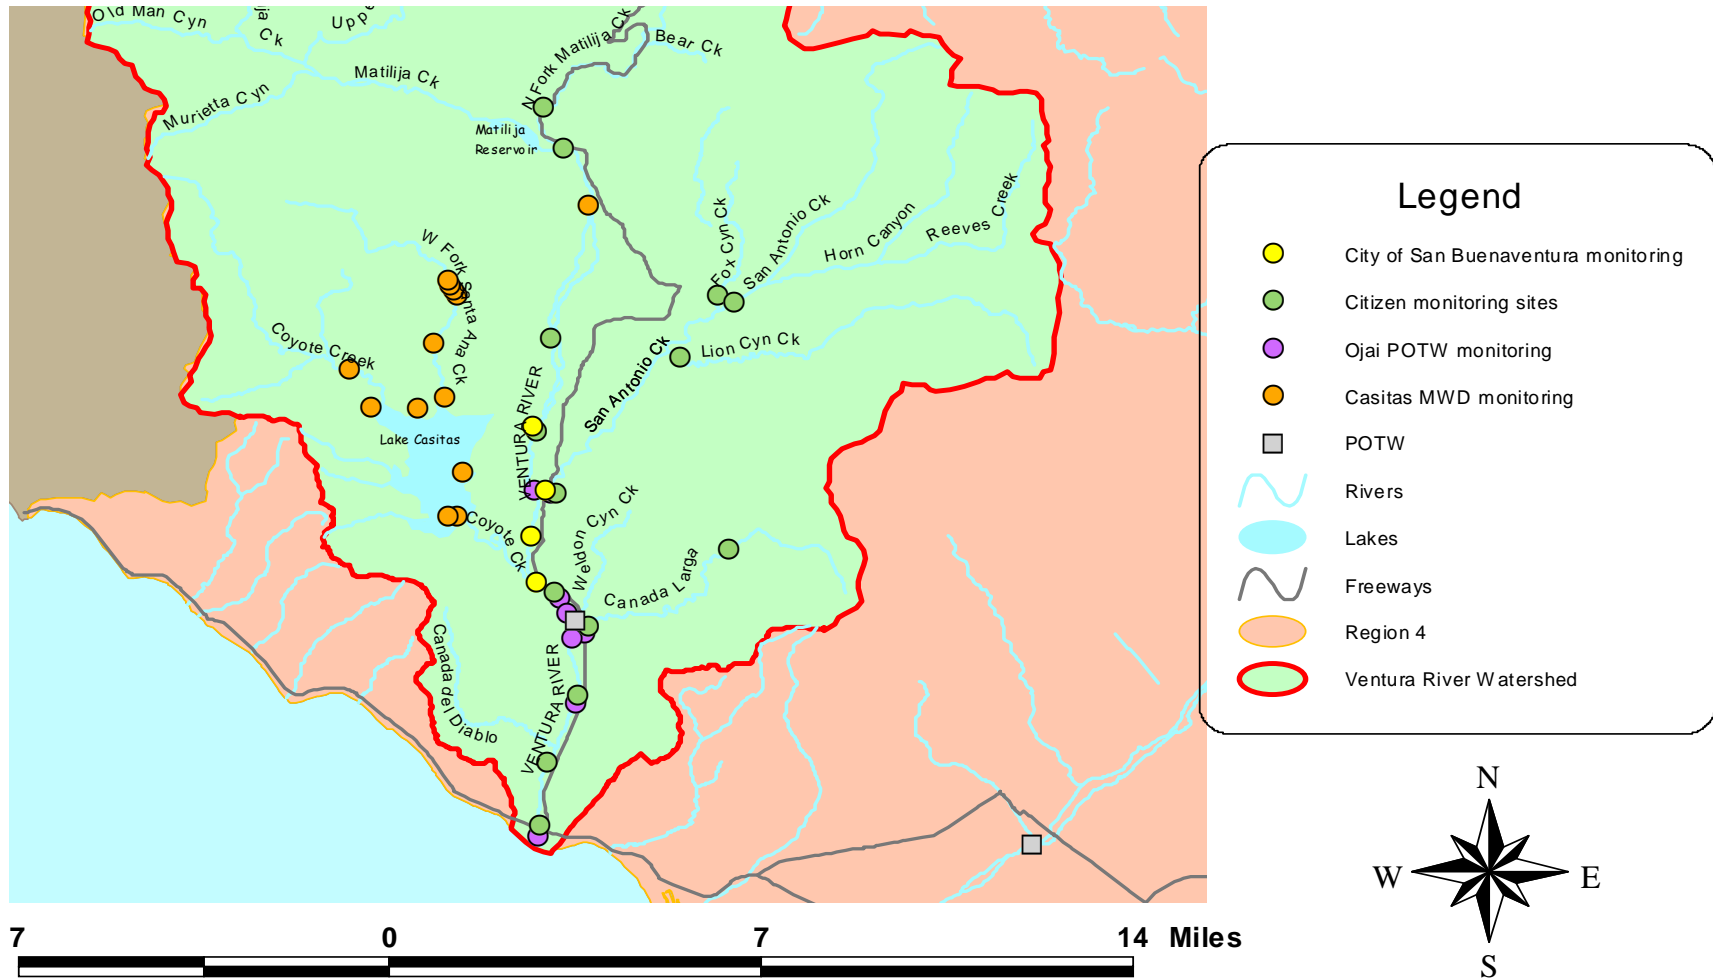 Old Man Cyn
ija
Ck
Uppe
N Fork Matilija Ck
Bear Ck
Matilija Ck
Murietta Cyn
Matilija
Reservoir
W Fork
Santa Ana Ck
Fox Cyn Ck
San Antonio Ck
Horn Canyon
Reeves Creek
Coyote Creek
San Antonio Ck
Lion Cyn Ck
VENTURA RIVER
Lake Casitas
Coyote Ck
Weldon Cyn Ck
Canada Larga
Canada del Diablo
VENTURA RIVER
Legend
City of San Buenaventura monitoring
Citizen monitoring sites
Ojai POTW monitoring
Casitas MWD monitoring
POTW
Rivers
Lakes
Freeways
Region 4
Ventura River Watershed
N
W
E
S
7 0 7 14 Miles